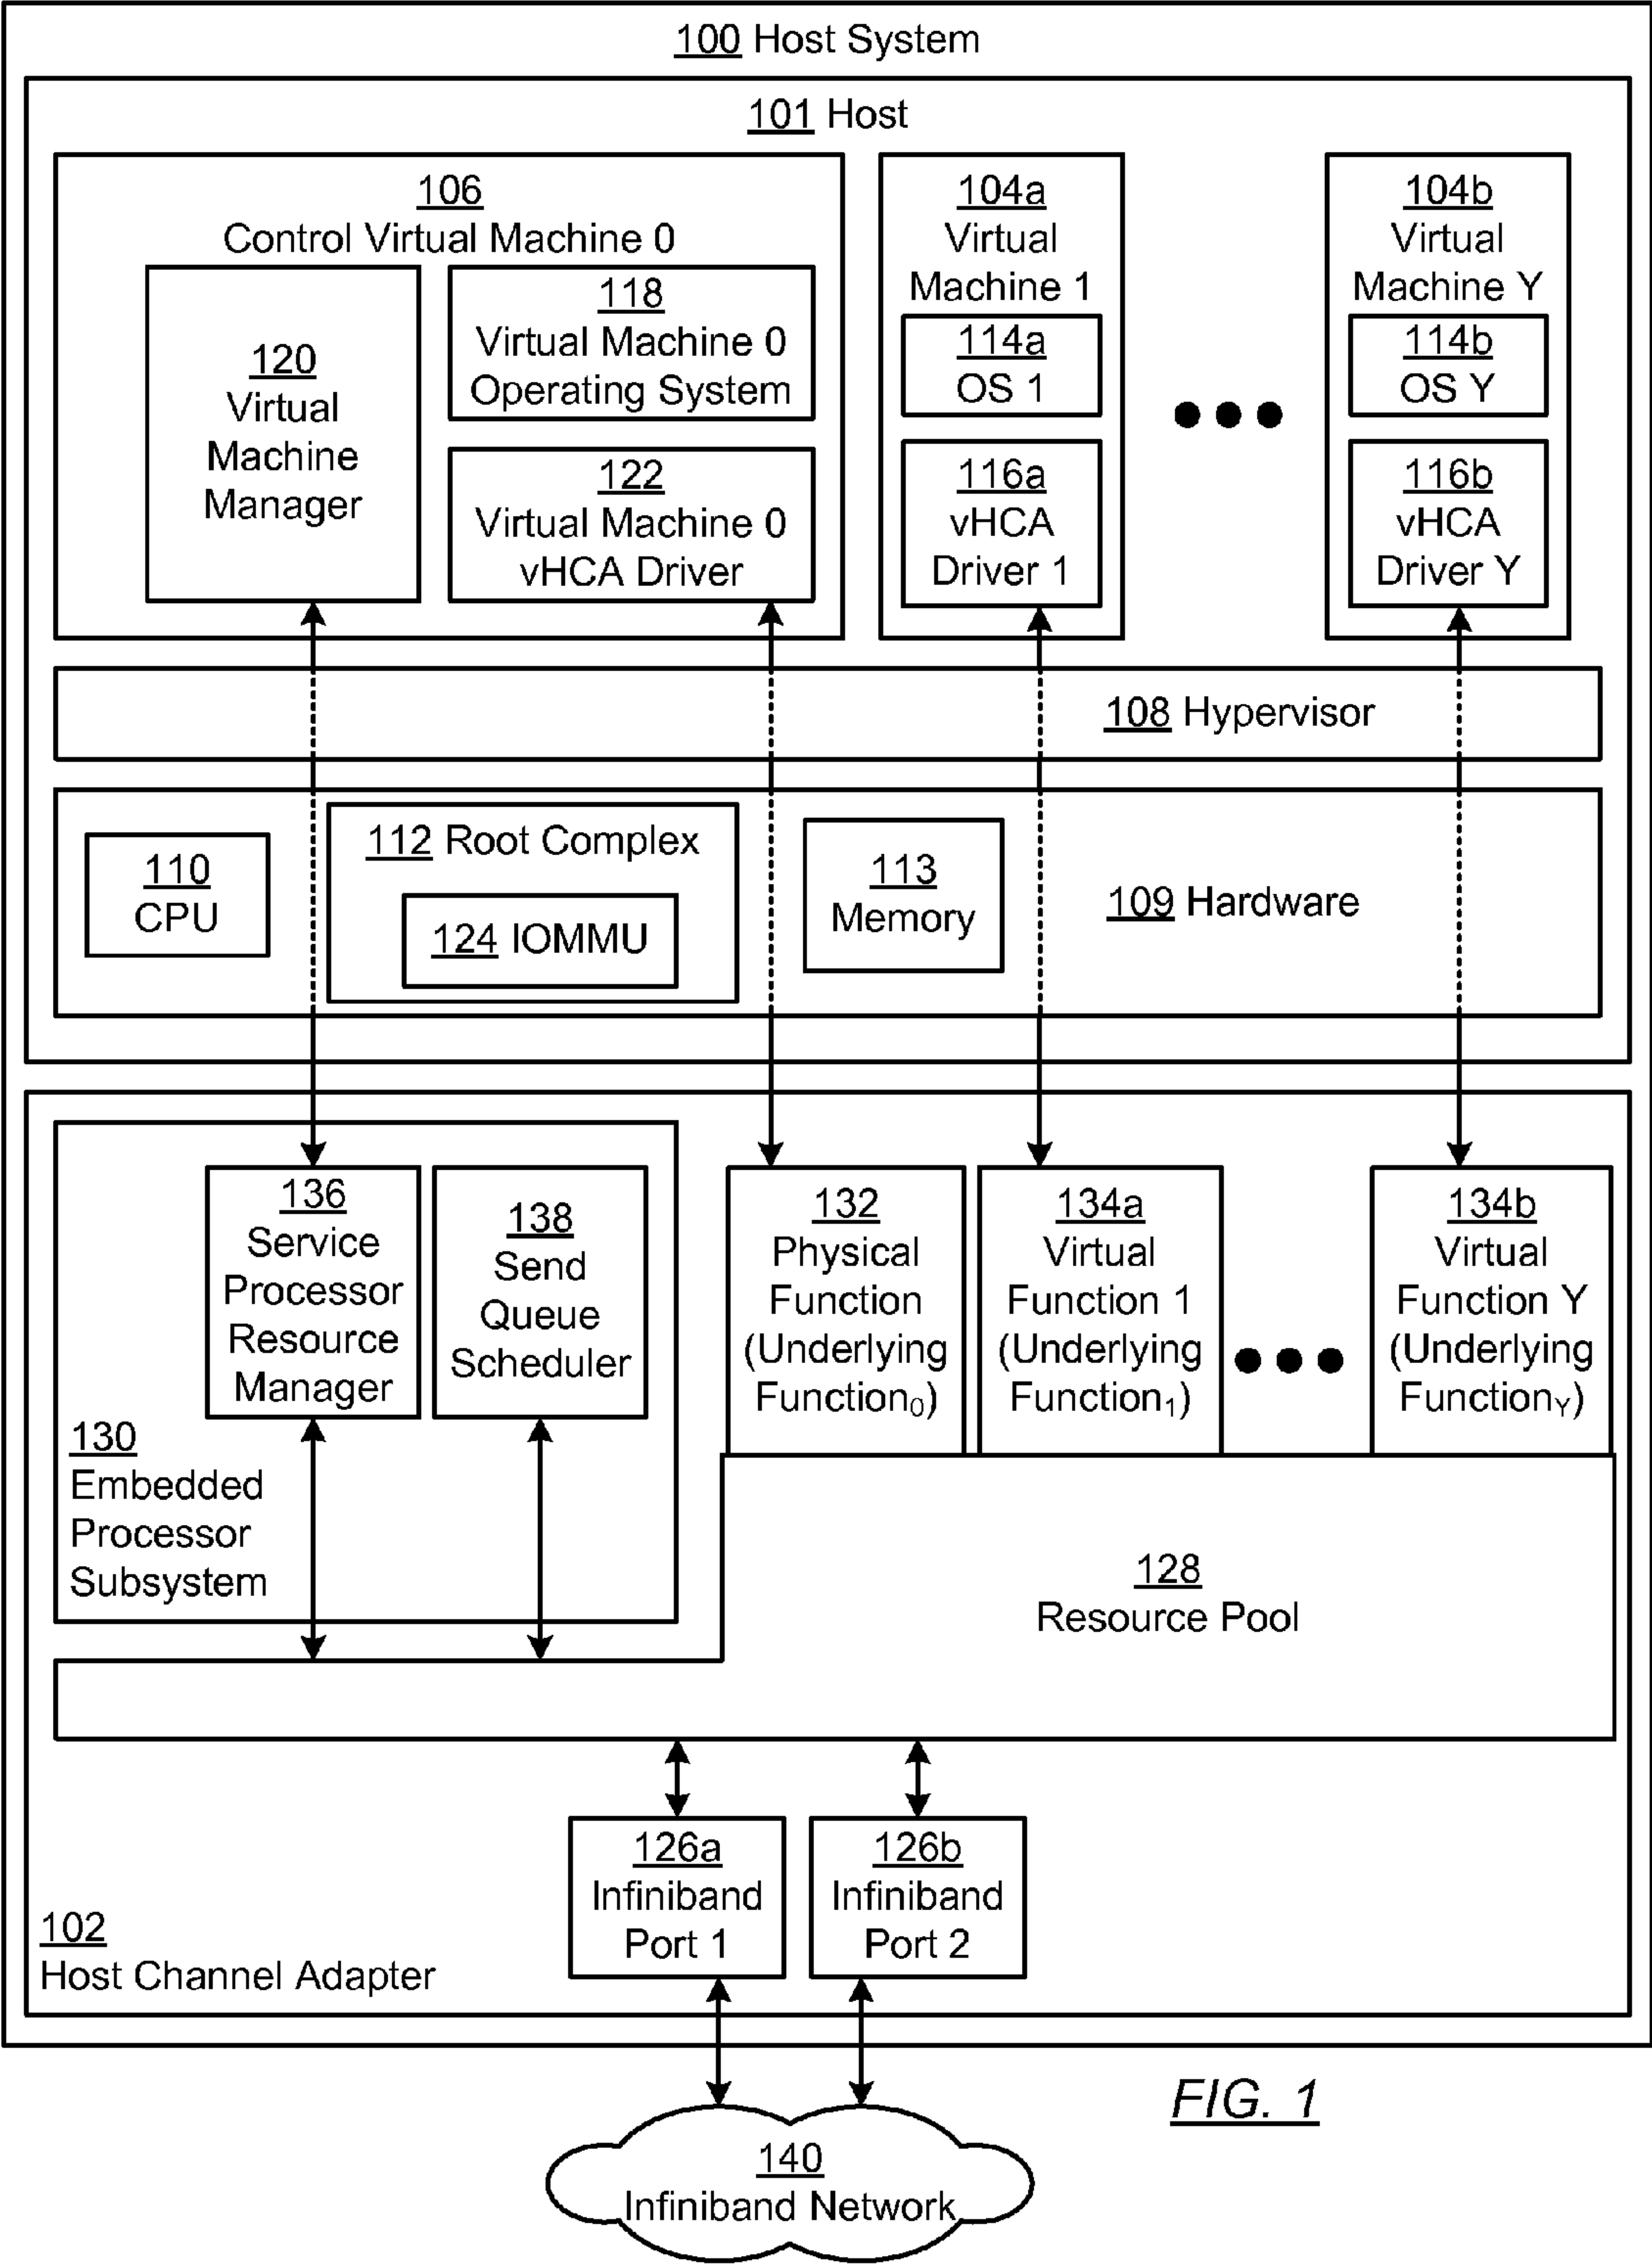 100 Host System
101 Host
106
Control Virtual Machine 0
120
Virtual
Machine
Manager
118
Virtual Machine 0
Operating System
122
Virtual Machine 0
vHCA Driver
104a
Virtual
Machine 1
114a
OS 1
116a
vHCA
Driver 1
104b
Virtual
Machine Y
114b
OS Y
116b
vHCA
Driver Y
108 Hypervisor
110
CPU
112 Root Complex
124 IOMMU
113
Memory
109 Hardware
136
Service
Processor
Resource
Manager
138
Send
Queue
Scheduler
130
Embedded
Processor
Subsystem
132
Physical
Function
(Underlying
Function₀)
134a
Virtual
Function 1
(Underlying
Function₁)
134b
Virtual
Function Y
(Underlying
FunctionY)
128
Resource Pool
126a
Infiniband
Port 1
126b
Infiniband
Port 2
102
Host Channel Adapter
140
Infiniband Network
FIG. 1